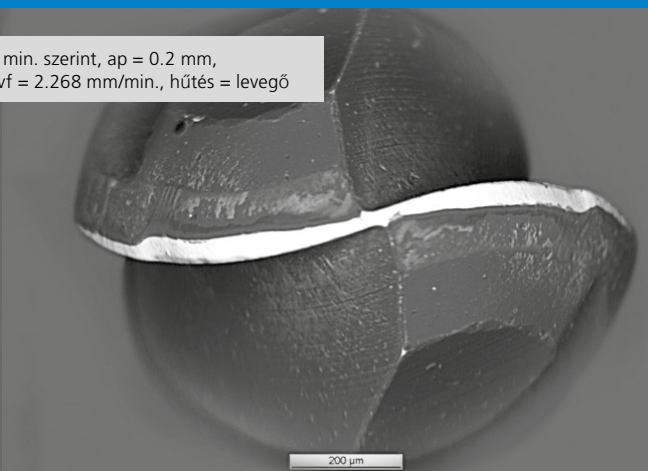 min. szerint, ap = 0.2 mm,
vf = 2.268 mm/min., hűtés = levegő
200 µm